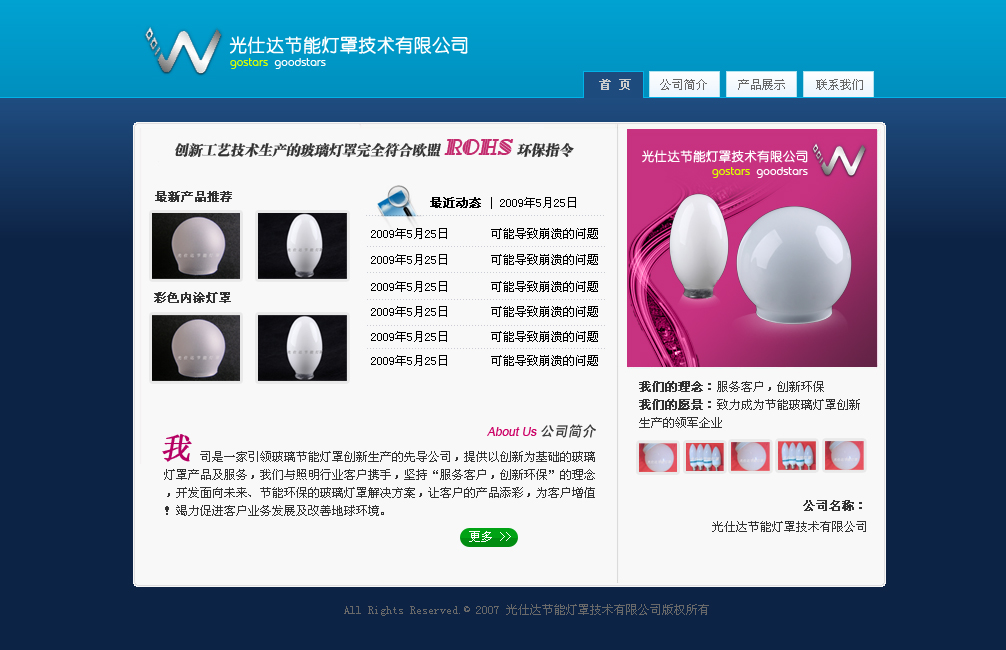 光仕达节能灯罩技术有限公司
gostars goodstars
首 页
公司简介
产品展示
联系我们
创新工艺技术生产的玻璃灯罩完全符合欧盟 ROHS 环保指令
最新产品推荐
彩色内涂灯罩
最近动态 | 2009年5月25日
2009年5月25日 可能导致崩溃的问题
2009年5月25日 可能导致崩溃的问题
2009年5月25日 可能导致崩溃的问题
2009年5月25日 可能导致崩溃的问题
2009年5月25日 可能导致崩溃的问题
2009年5月25日 可能导致崩溃的问题
About Us 公司简介
我司是一家引领玻璃节能灯罩创新生产的先导公司，提供以创新为基础的玻璃
灯罩产品及服务，我们与照明行业客户携手，坚持“服务客户，创新环保”的理念
，开发面向未来、节能环保的玻璃灯罩解决方案，让客户的产品添彩，为客户增值
！竭力促进客户业务发展及改善地球环境。
更多 >>
光仕达节能灯罩技术有限公司
gostars goodstars
我们的理念：服务客户，创新环保
我们的愿景：致力成为节能玻璃灯罩创新
生产的领军企业
公司名称：
光仕达节能灯罩技术有限公司
All Rights Reserved.© 2007 光仕达节能灯罩技术有限公司版权所有